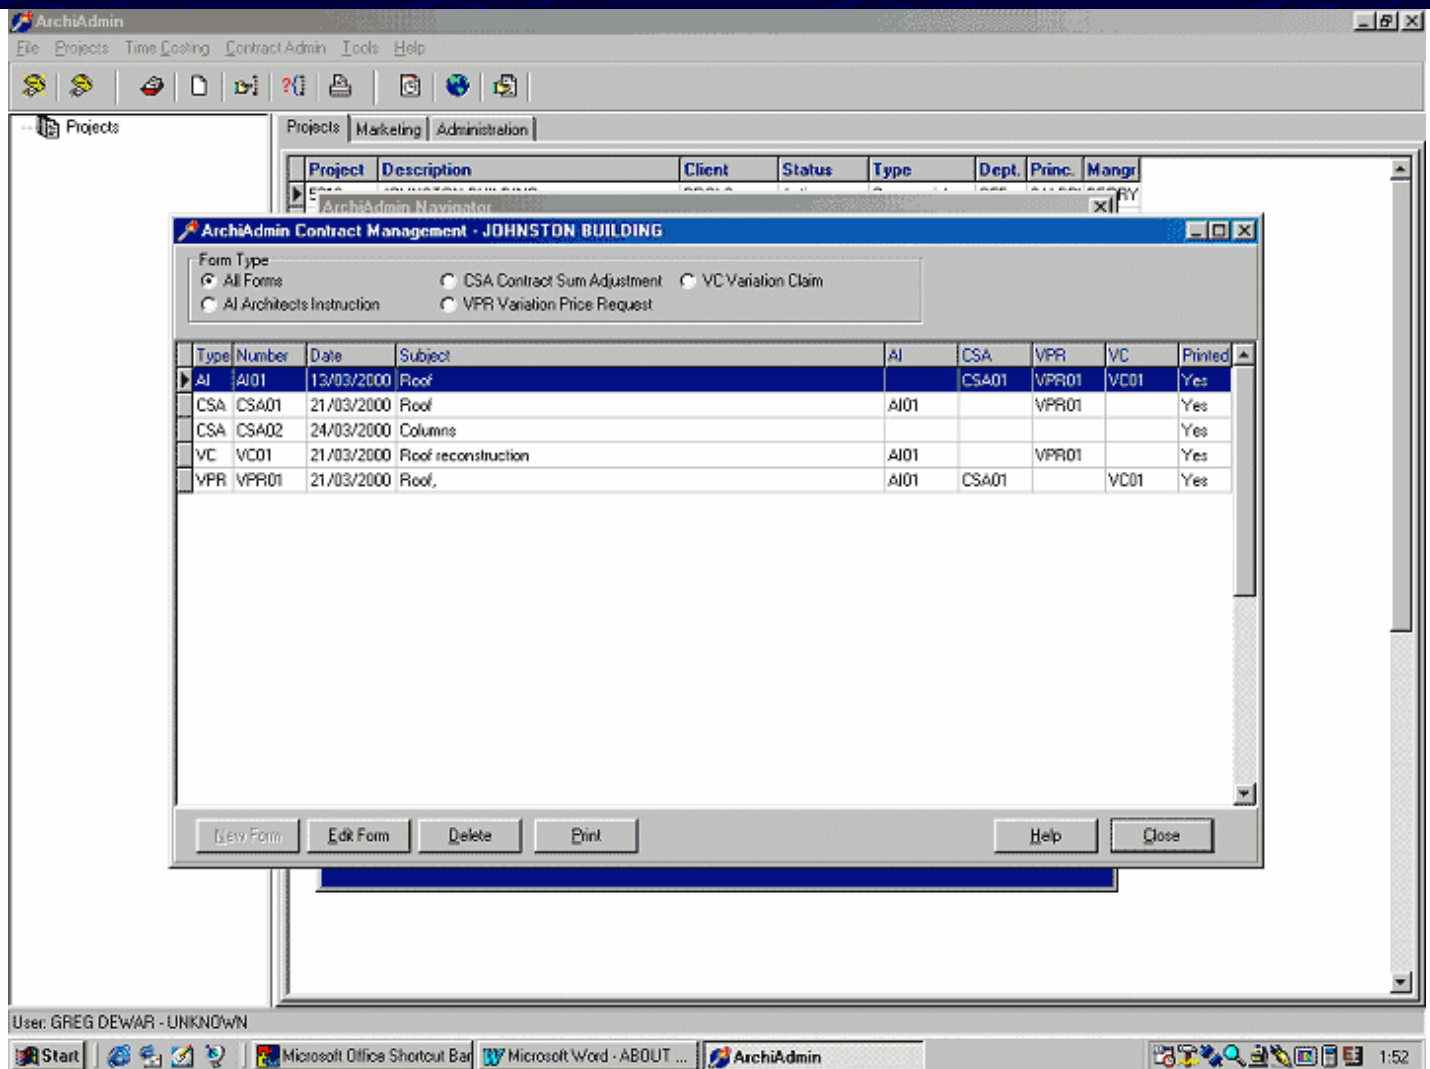 ArchiAdmin
File Projects Time Costing Contract Admin Tools Help
Projects
Projects Marketing Administration
Project Description Client Status Type Dept. Princ. Mangr
ArchiAdmin Navigator
ArchiAdmin Contract Management - JOHNSTON BUILDING
Form Type
All Forms CSA Contract Sum Adjustment VC Variation Claim
AI Architects Instruction VPR Variation Price Request
Type Number Date Subject AI CSA VPR VC Printed
AI AI01 13/03/2000 Roof CSA01 VPR01 VC01 Yes
CSA CSA01 21/03/2000 Roof AI01 VPR01 Yes
CSA CSA02 24/03/2000 Columns Yes
VC VC01 21/03/2000 Roof reconstruction AI01 VPR01 Yes
VPR VPR01 21/03/2000 Roof, AI01 CSA01 VC01 Yes
New Form Edit Form Delete Print Help Close
User: GREG DEWAR - UNKNOWN
Start Microsoft Office Shortcut Bar Microsoft Word - ABOUT ... ArchiAdmin 1:52